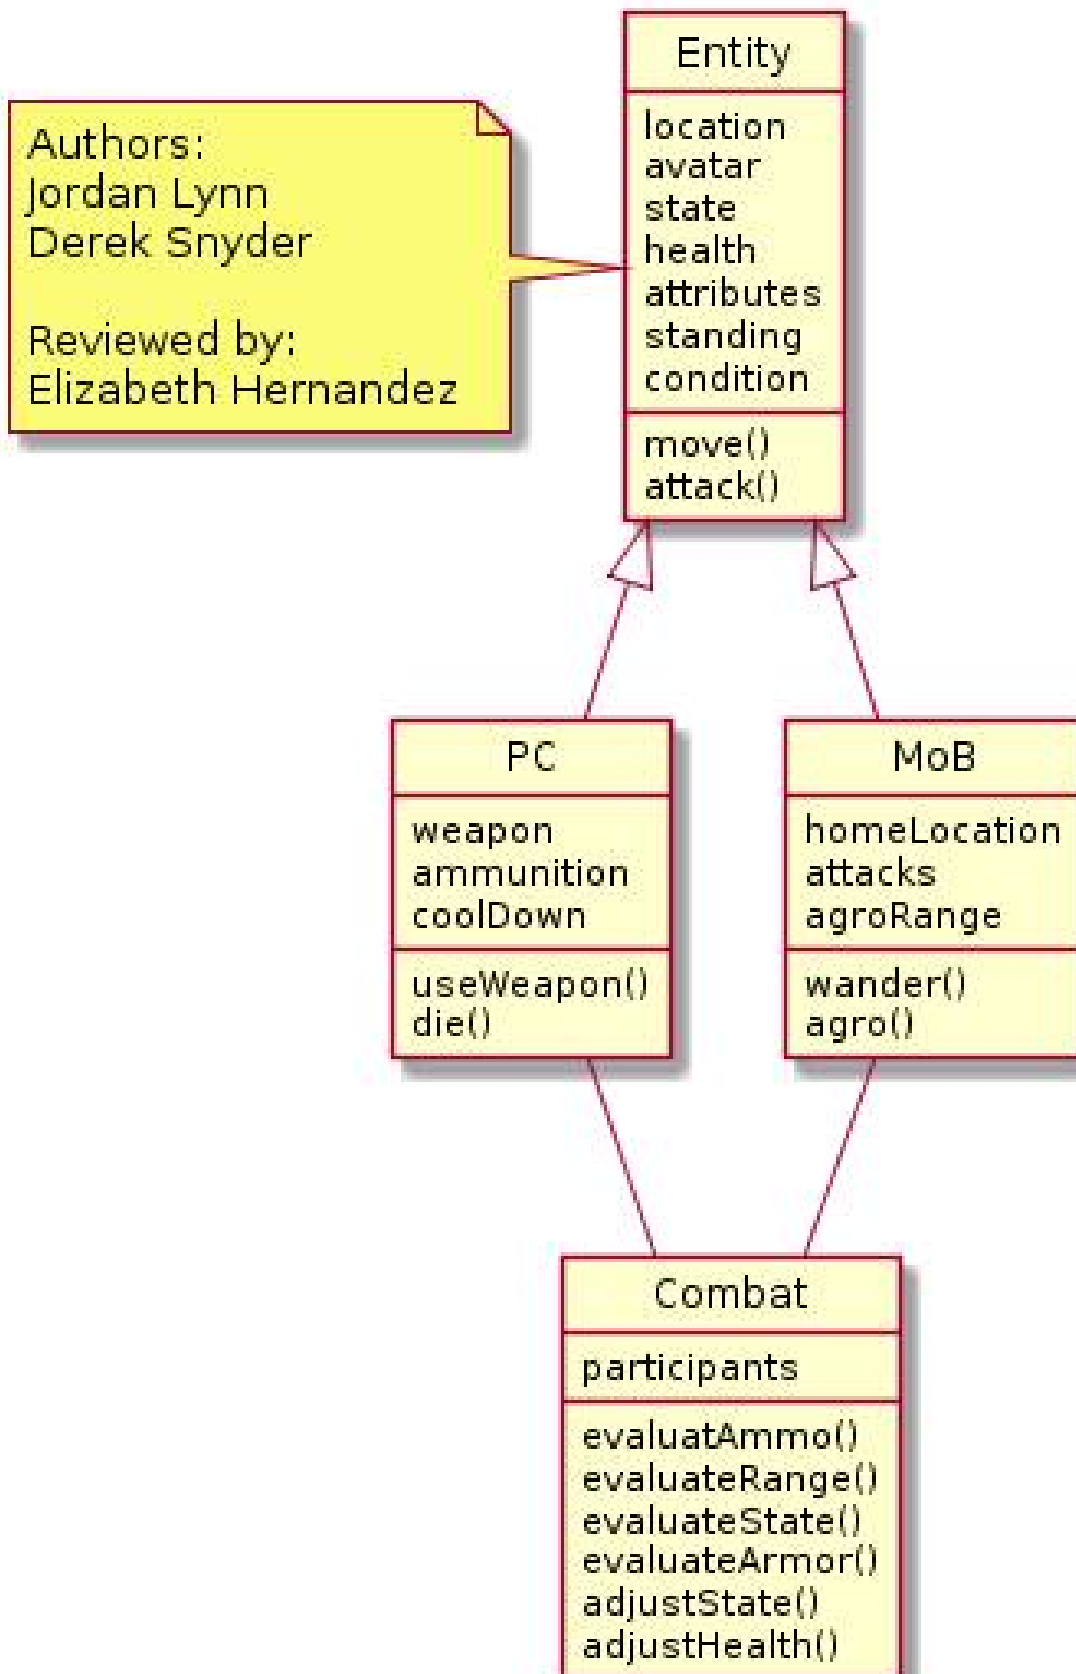 Entity
location
avatar
state
health
attributes
standing
condition
move()
attack()
Authors:
Jordan Lynn
Derek Snyder
Reviewed by:
Elizabeth Hernandez
PC
weapon
ammunition
coolDown
useWeapon()
die()
MoB
homeLocation
attacks
agroRange
wander()
agro()
Combat
participants
evaluatAmmo()
evaluateRange()
evaluateState()
evaluateArmor()
adjustState()
adjustHealth()